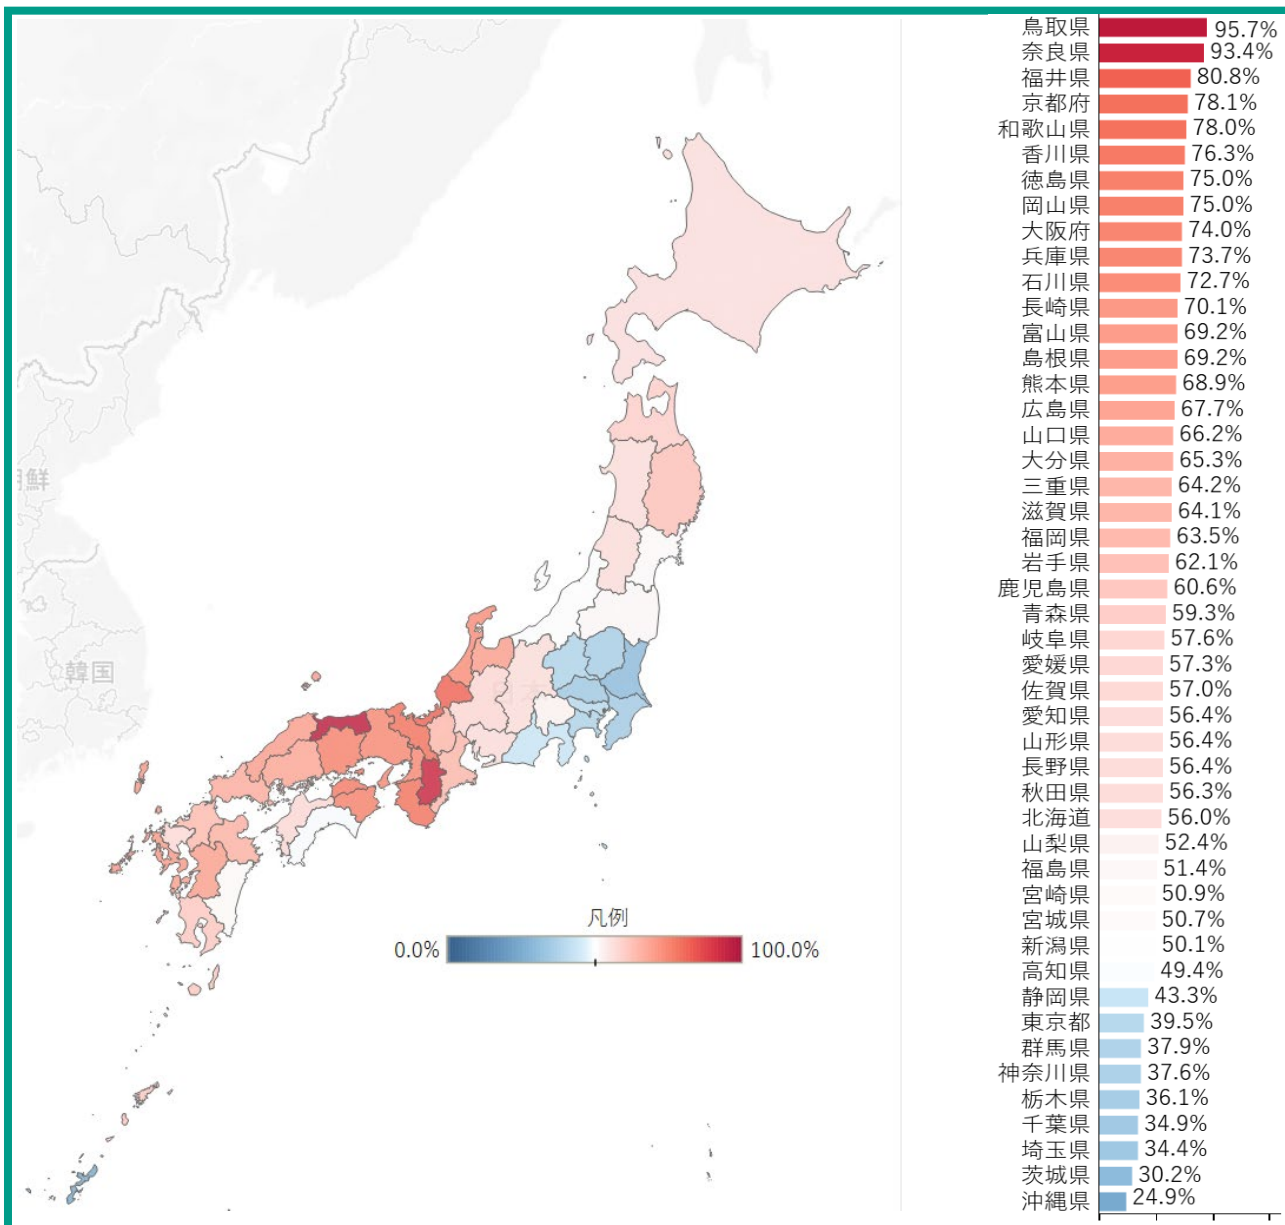 鮮
韓国
凡例
0.0%
100.0%
鳥取県 95.7%
奈良県 93.4%
福井県 80.8%
京都府 78.1%
和歌山県 78.0%
香川県 76.3%
徳島県 75.0%
岡山県 75.0%
大阪府 74.0%
兵庫県 73.7%
石川県 72.7%
長崎県 70.1%
富山県 69.2%
島根県 69.2%
熊本県 68.9%
広島県 67.7%
山口県 66.2%
大分県 65.3%
三重県 64.2%
滋賀県 64.1%
福岡県 63.5%
岩手県 62.1%
鹿児島県 60.6%
青森県 59.3%
岐阜県 57.6%
愛媛県 57.3%
佐賀県 57.0%
愛知県 56.4%
山形県 56.4%
長野県 56.4%
秋田県 56.3%
北海道 56.0%
山梨県 52.4%
福島県 51.4%
宮崎県 50.9%
宮城県 50.7%
新潟県 50.1%
高知県 49.4%
静岡県 43.3%
東京都 39.5%
群馬県 37.9%
神奈川県 37.6%
栃木県 36.1%
千葉県 34.9%
埼玉県 34.4%
茨城県 30.2%
沖縄県 24.9%